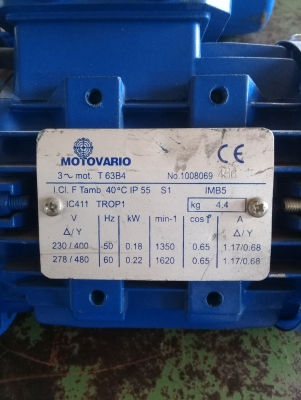 MOTOVARIO
CE
3~ mot. T 63B4 No.1008069
I.Cl. F Tamb. 40°C IP 55 S1 IMB5
IC411 TROP1 kg 4.4
V Hz kW min-1 cosφ A
Δ/Y Δ/Y
230 / 400 50 0.18 1350 0.65 1.17/0.68
278 / 480 60 0.22 1620 0.65 1.17/0.68